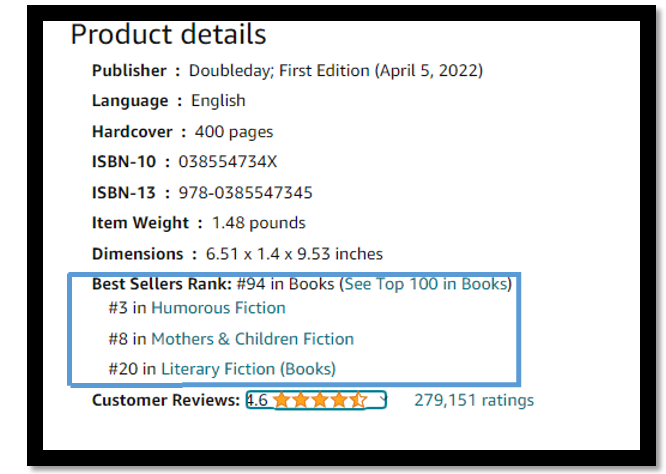 Product details
Publisher : Doubleday; First Edition (April 5, 2022)
Language : English
Hardcover : 400 pages
ISBN-10 : 038554734X
ISBN-13 : 978-0385547345
Item Weight : 1.48 pounds
Dimensions : 6.51 x 1.4 x 9.53 inches
Best Sellers Rank: #94 in Books (See Top 100 in Books)
#3 in Humorous Fiction
#8 in Mothers & Children Fiction
#20 in Literary Fiction (Books)
Customer Reviews: 4.6 279,151 ratings